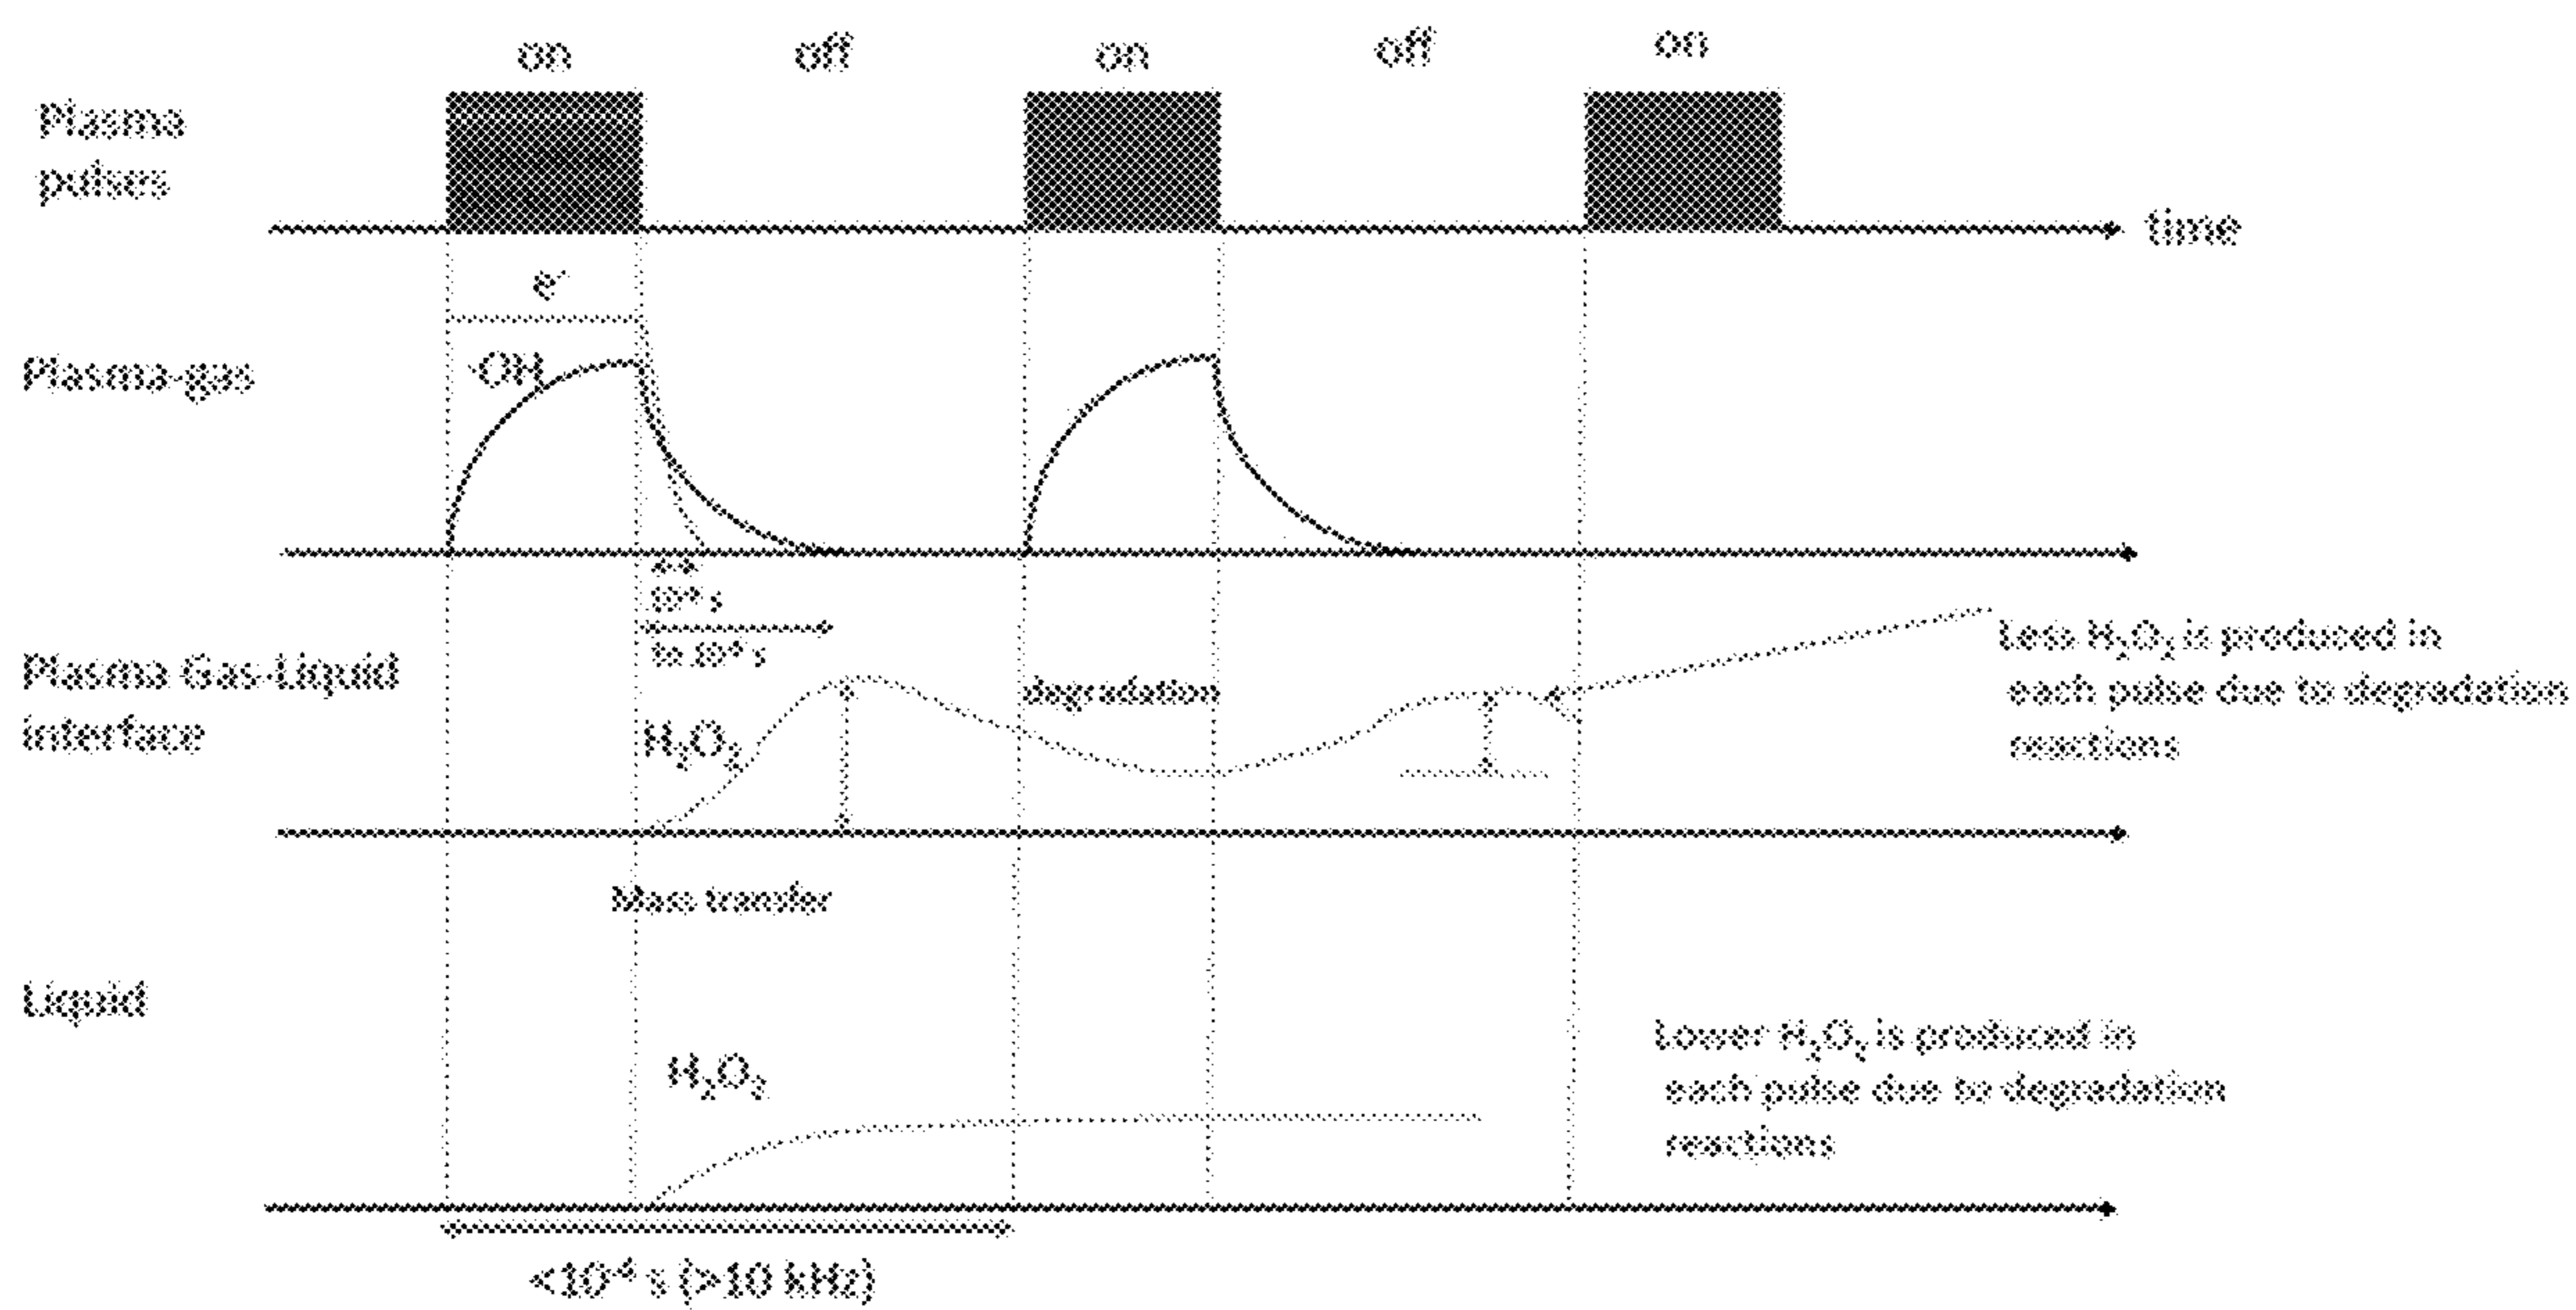 on off on off on
Plasma
pulses
time
e-
·OH
Plasma-gas
s
to s
Plasma Gas-Liquid
interface
H₂O₂
degradation
Less H₂O₂ is produced in
each pulse due to degradation
reactions
Mass transfer
Liquid
H₂O₂
Lower H₂O₂ is produced in
each pulse due to degradation
reactions
<10⁻⁴ s (>10 kHz)